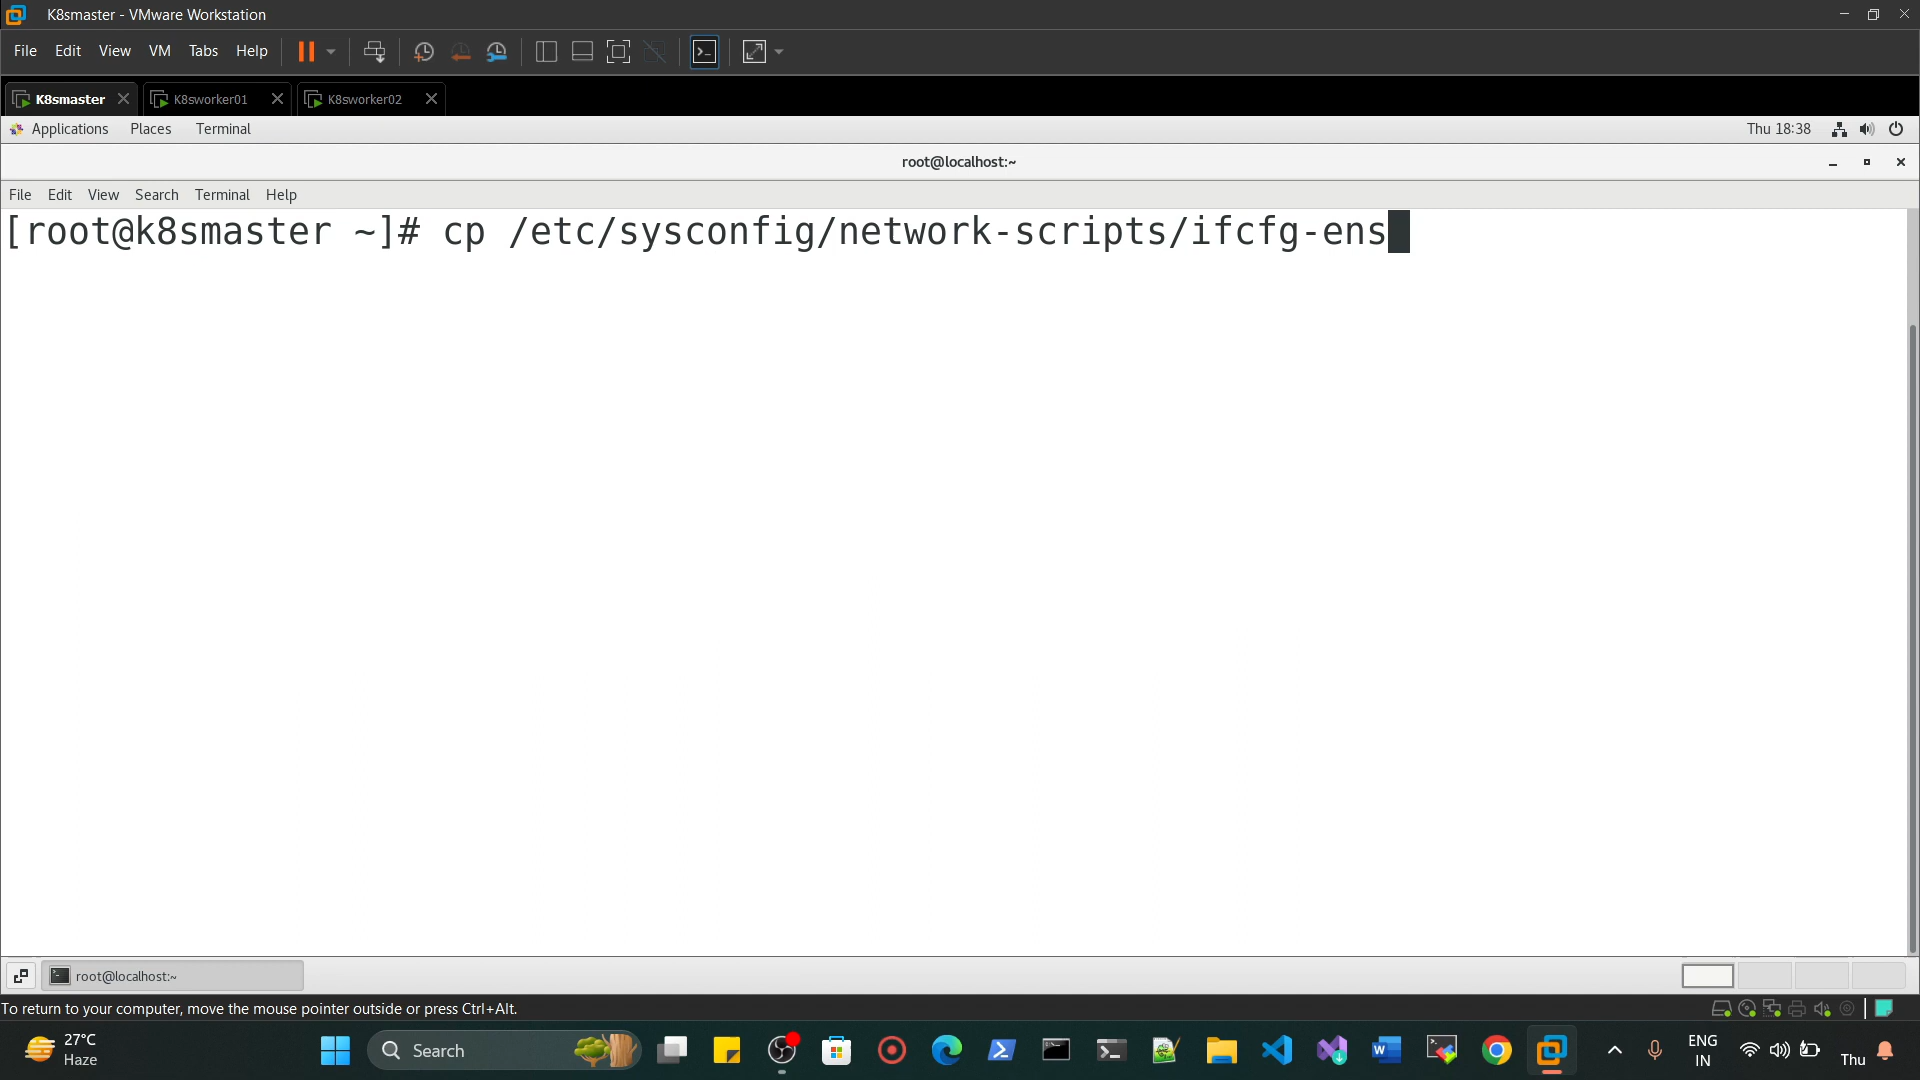 K8smaster - VMware Workstation
File Edit View VM Tabs Help
K8smaster K8sworker01 K8sworker02
Applications Places Terminal Thu 18:38
root@localhost:~
File Edit View Search Terminal Help
[root@k8smaster ~]# cp /etc/sysconfig/network-scripts/ifcfg-ens
root@localhost:~
To return to your computer, move the mouse pointer outside or press Ctrl+Alt.
27°C
Haze
Search
ENG
IN
Thu